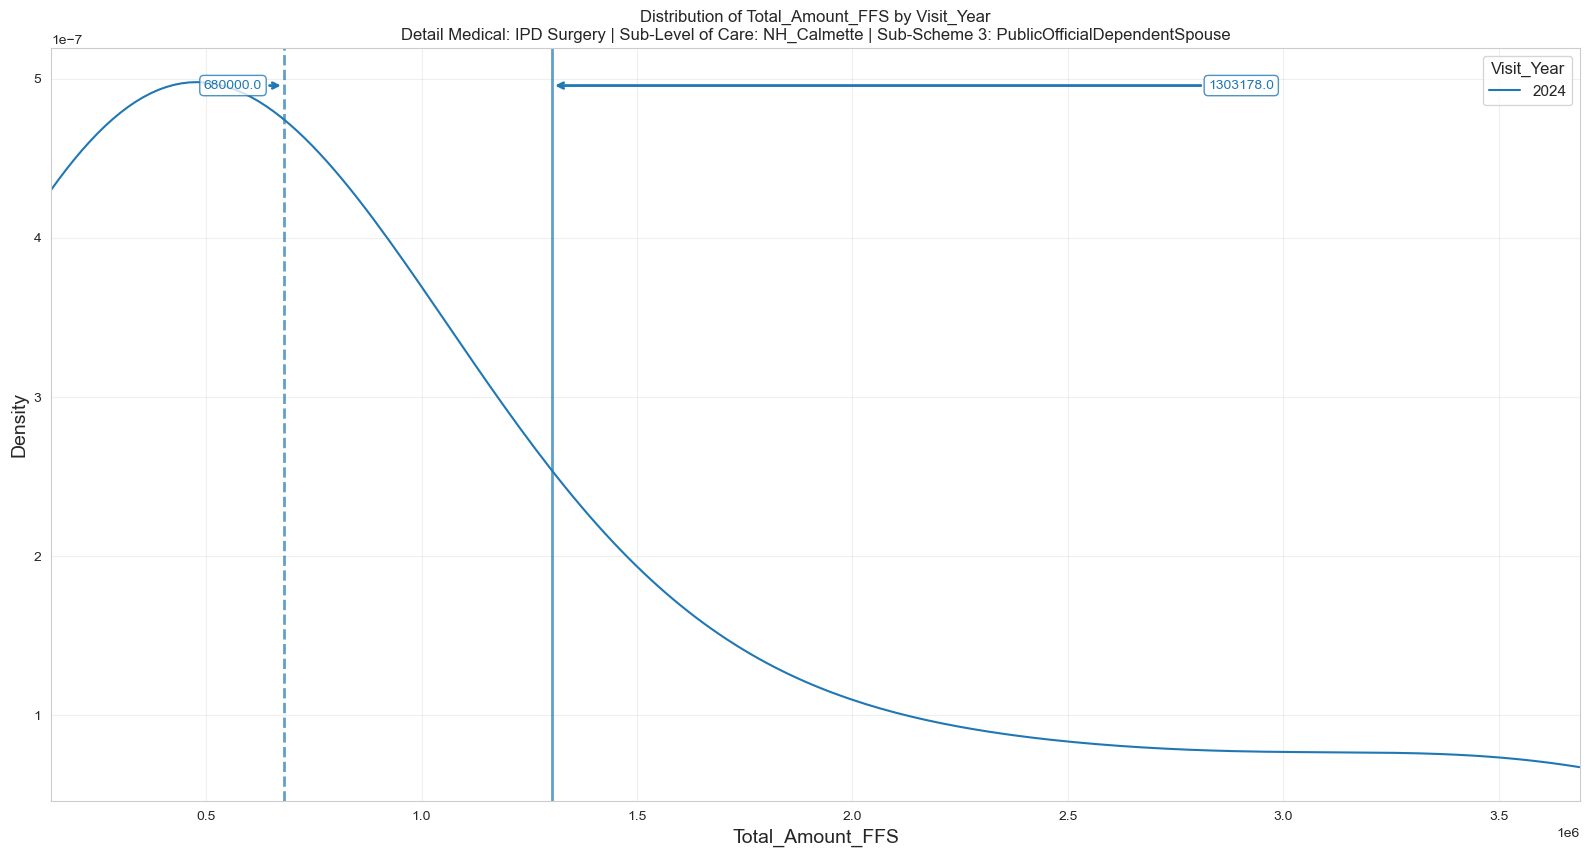 Distribution of Total_Amount_FFS by Visit_Year
Detail Medical: IPD Surgery | Sub-Level of Care: NH_Calmette | Sub-Scheme 3: PublicOfficialDependentSpouse
1e−7
Visit_Year
2024
680000.0
1303178.0
5
4
3
2
1
Density
0.5
1.0
1.5
2.0
2.5
3.0
3.5
1e6
Total_Amount_FFS